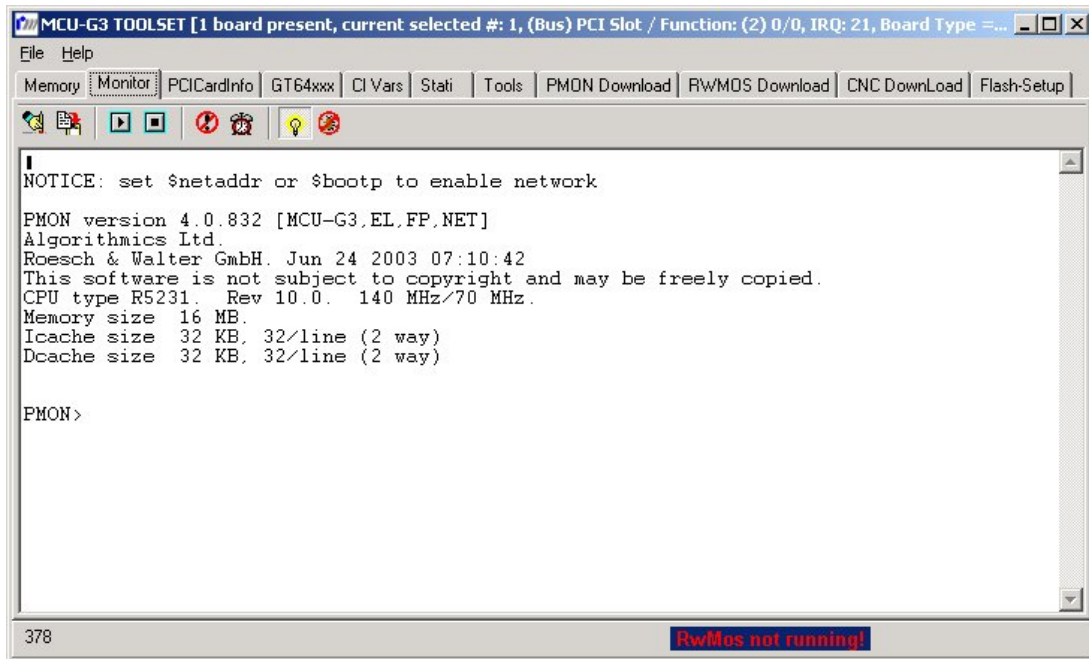 MCU-G3 TOOLSET [1 board present, current selected #: 1, (Bus) PCI Slot / Function: (2) 0/0, IRQ: 21, Board Type =...
File Help
Memory Monitor PCICardInfo GT64xxx CI Vars Stati Tools PMON Download RWMOS Download CNC DownLoad Flash-Setup
NOTICE: set $netaddr or $bootp to enable network
PMON version 4.0.832 [MCU-G3,EL,FP,NET]
Algorithmics Ltd.
Roesch & Walter GmbH. Jun 24 2003 07:10:42
This software is not subject to copyright and may be freely copied.
CPU type R5231. Rev 10.0. 140 MHz/70 MHz.
Memory size 16 MB.
Icache size 32 KB, 32/line (2 way)
Dcache size 32 KB, 32/line (2 way)
PMON>
378 RwMos not running!